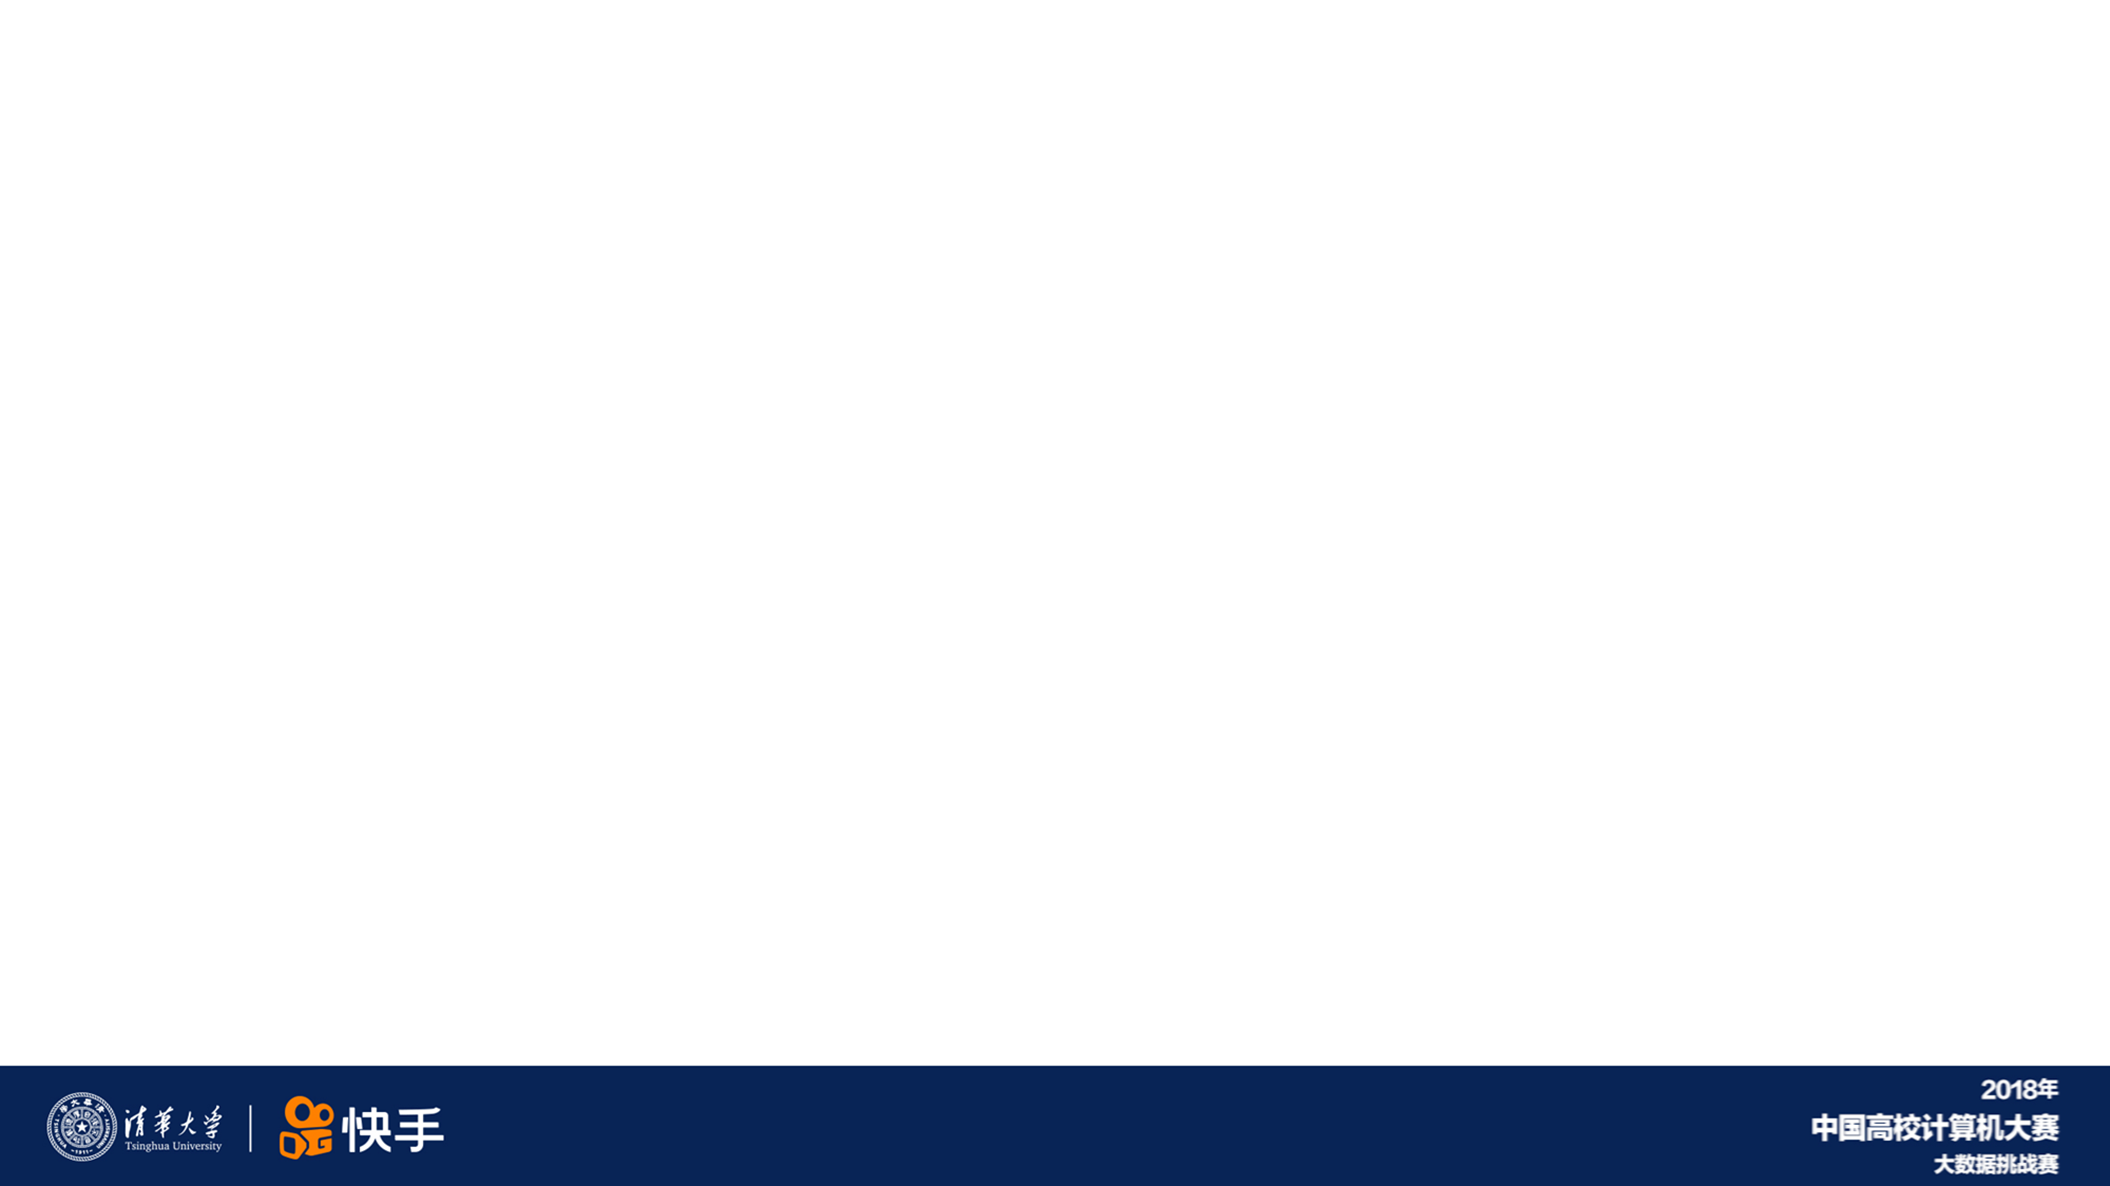 清华大学
Tsinghua University
快手
2018年
中国高校计算机大赛
大数据挑战赛